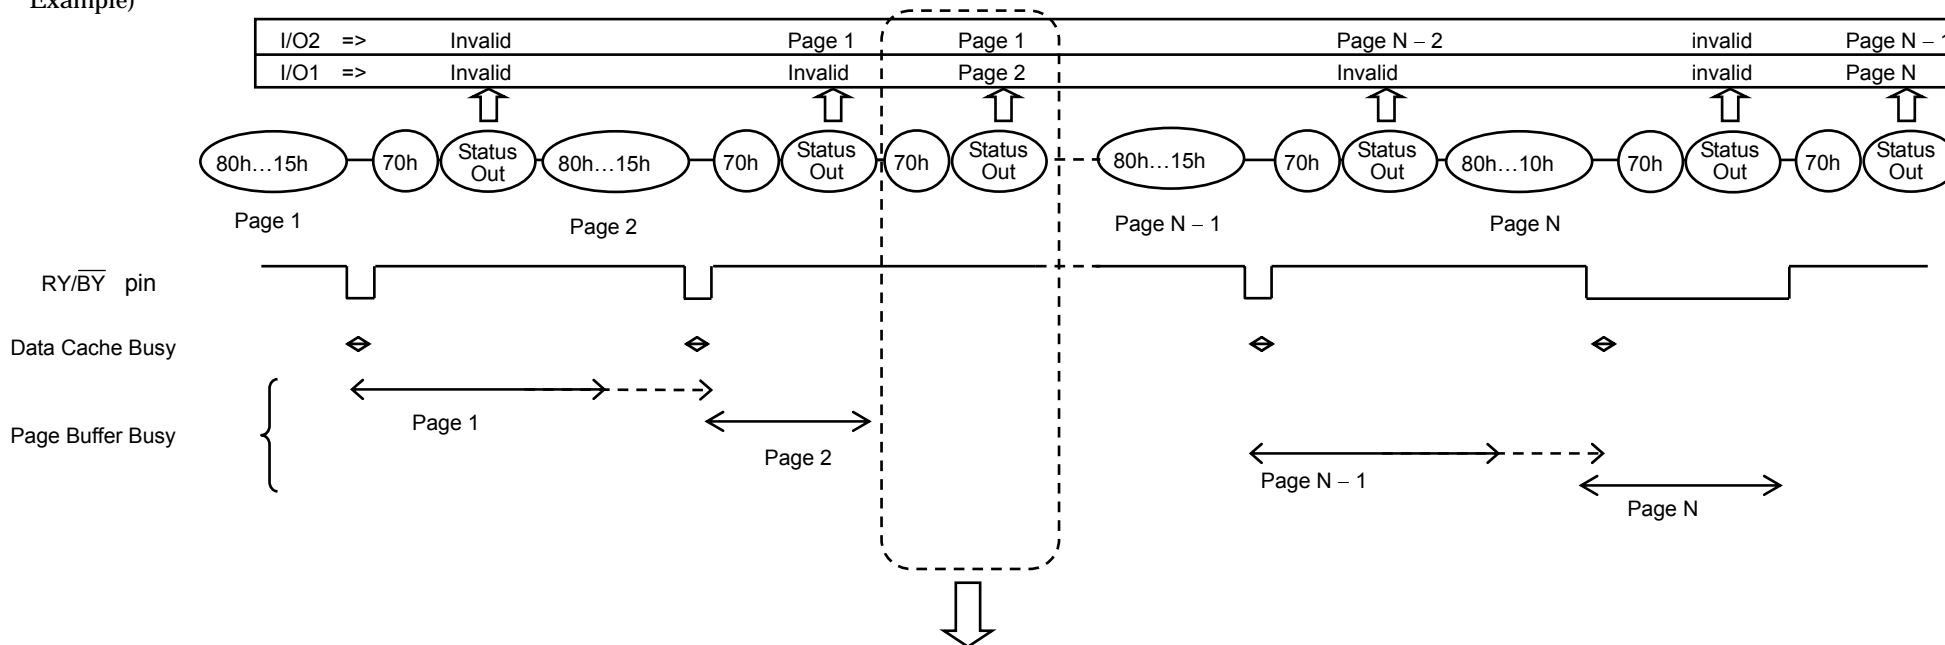 Example)
I/O2 => Invalid Page 1 Page 1 Page N – 2 invalid Page N – 1
I/O1 => Invalid Invalid Page 2 Invalid invalid Page N
80h…15h 70h Status Out 80h…15h 70h Status Out 70h Status Out 80h…15h 70h Status Out 80h…10h 70h Status Out 70h Status Out
Page 1 Page 2 Page N – 1 Page N
RY/B̅Y̅ pin
Data Cache Busy
Page Buffer Busy
Page 1
Page 2
Page N – 1
Page N